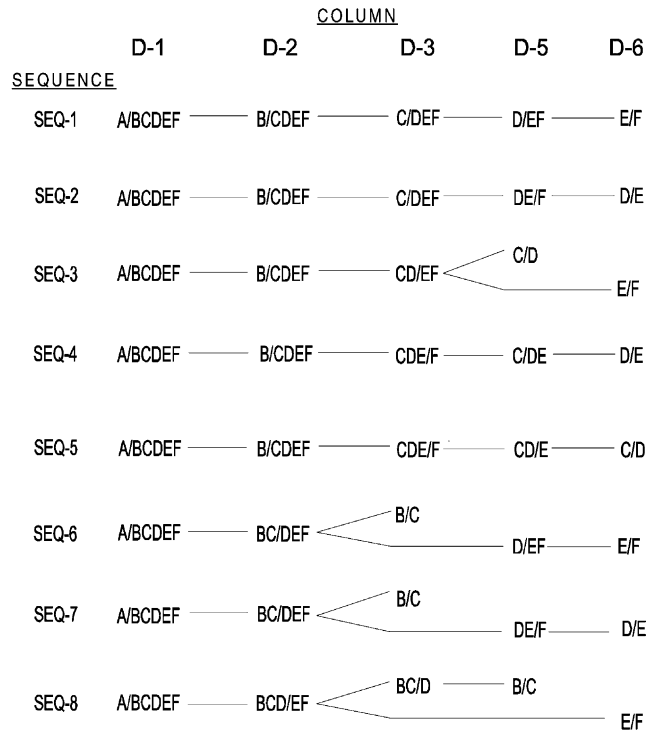 COLUMN
D-1 D-2 D-3 D-5 D-6
SEQUENCE
SEQ-1 A/BCDEF B/CDEF C/DEF D/EF E/F
SEQ-2 A/BCDEF B/CDEF C/DEF DE/F D/E
C/D
SEQ-3 A/BCDEF B/CDEF CD/EF
E/F
SEQ-4 A/BCDEF B/CDEF CDE/F C/DE D/E
SEQ-5 A/BCDEF B/CDEF CDE/F CD/E C/D
B/C
SEQ-6 A/BCDEF BC/DEF
D/EF E/F
B/C
SEQ-7 A/BCDEF BC/DEF
DE/F D/E
BC/D B/C
SEQ-8 A/BCDEF BCD/EF
E/F